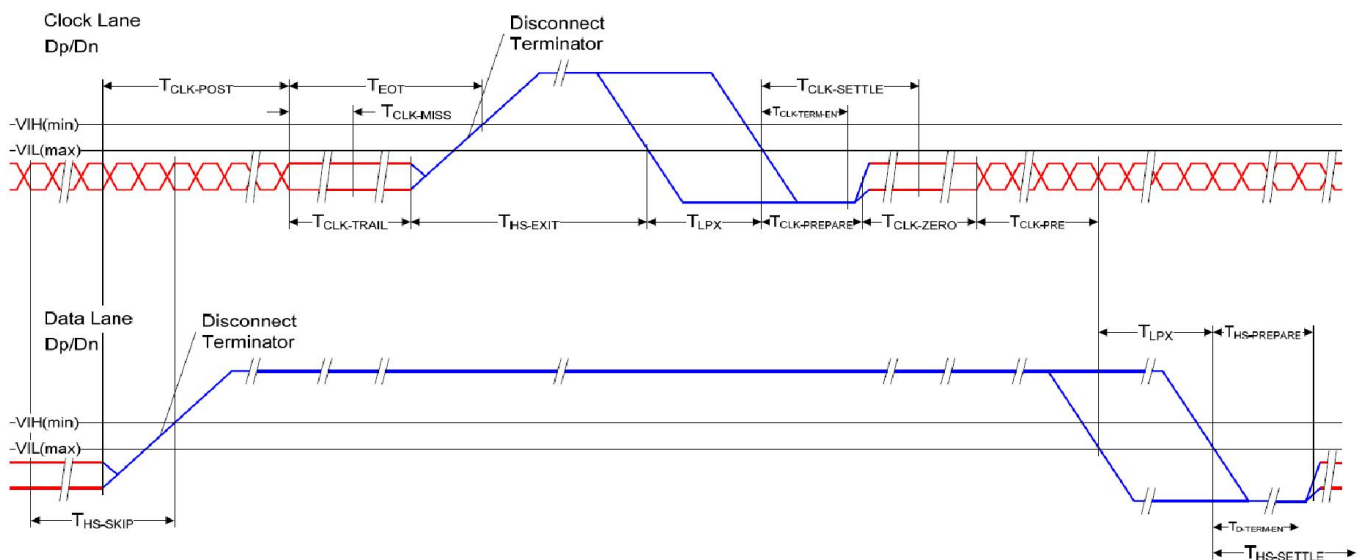 Clock Lane
Dp/Dn
Disconnect
Terminator
TCLK-POST
TEOT
TCLK-SETTLE
TCLK-MISS
TCLK-TERM-EN
VIH(min)
VIL(max)
TCLK-TRAIL
THS-EXIT
TLPX
TCLK-PREPARE
TCLK-ZERO
TCLK-PRE
Data Lane
Dp/Dn
Disconnect
Terminator
TLPX
THS-PREPARE
VIH(min)
VIL(max)
THS-SKIP
TD-TERM-EN
THS-SETTLE